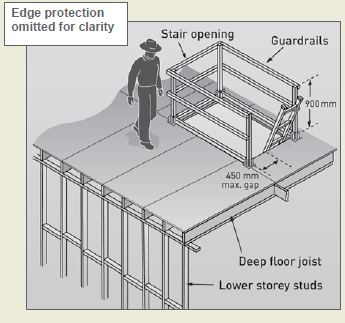 Edge protection
omitted for clarity
Stair opening
Guardrails
900 mm
450 mm
max. gap
Deep floor joist
Lower storey studs